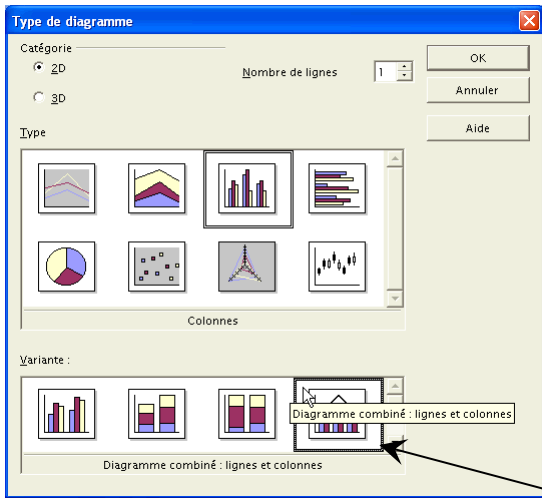 Type de diagramme
Catégorie
2D
3D
Nombre de lignes
1
OK
Annuler
Aide
Type
Colonnes
Variante :
Diagramme combiné : lignes et colonnes
Diagramme combiné : lignes et colonnes